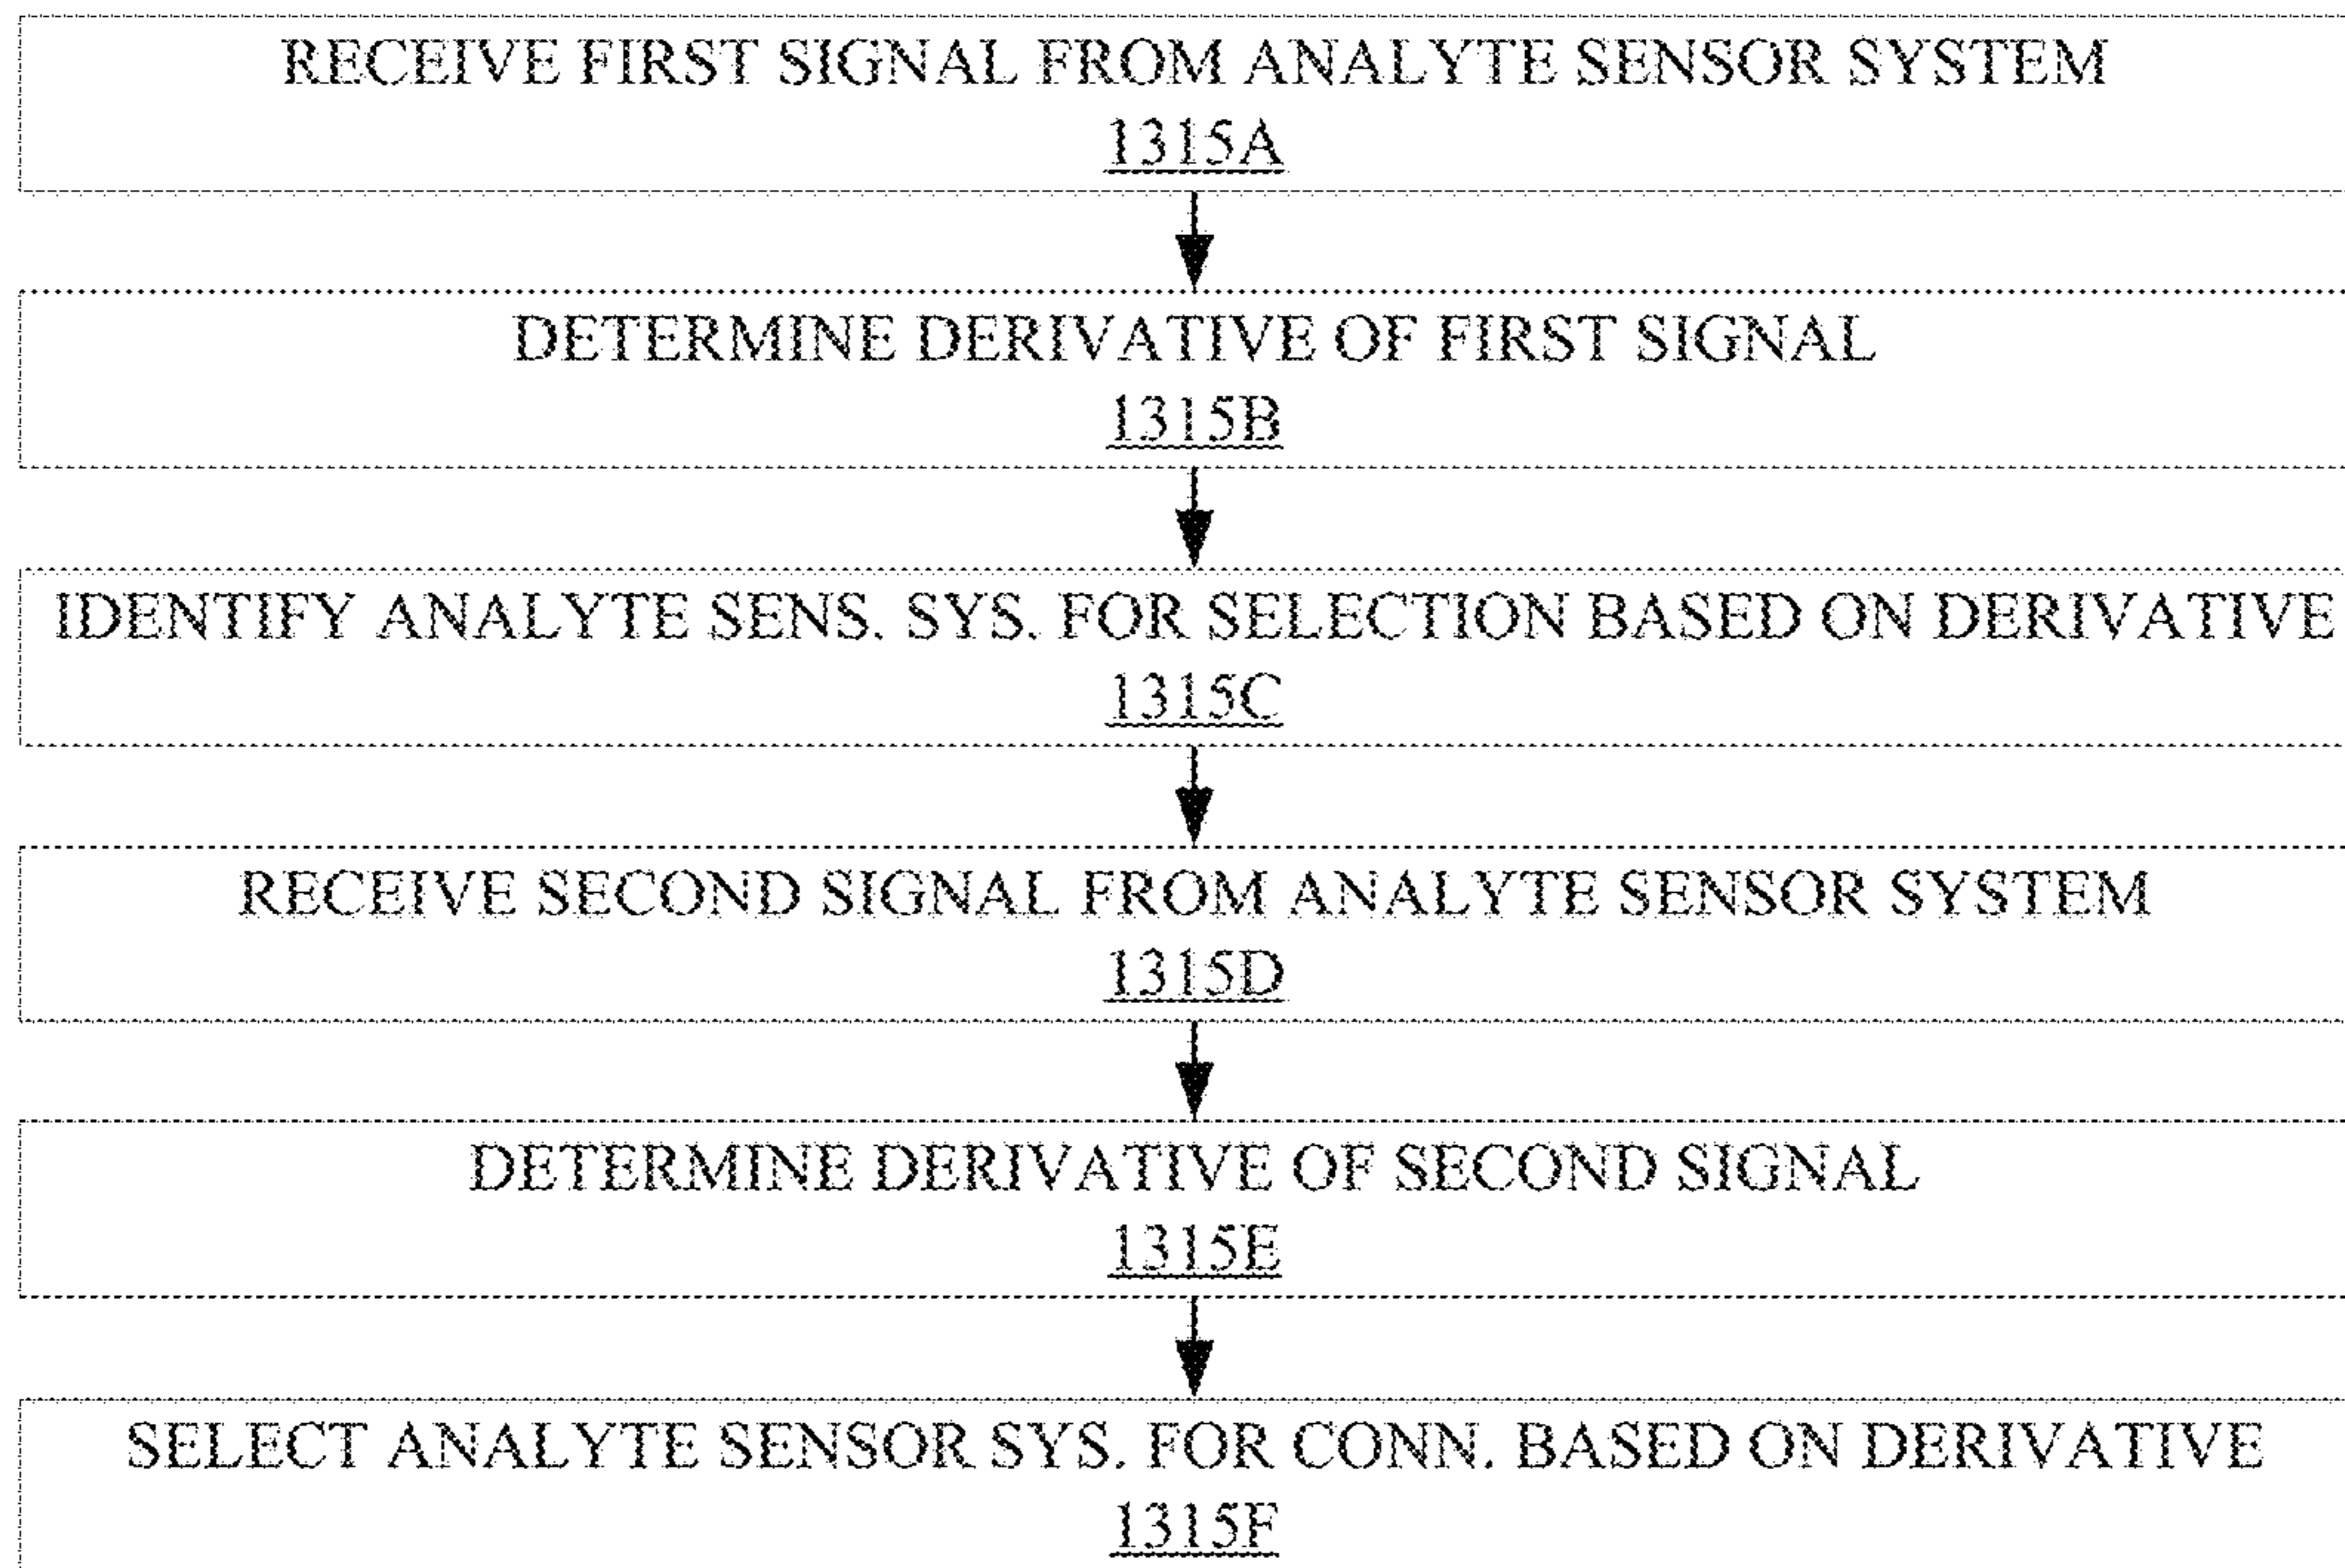 RECEIVE FIRST SIGNAL FROM ANALYTE SENSOR SYSTEM
1315A
DETERMINE DERIVATIVE OF FIRST SIGNAL
1315B
IDENTIFY ANALYTE SENS. SYS. FOR SELECTION BASED ON DERIVATIVE
1315C
RECEIVE SECOND SIGNAL FROM ANALYTE SENSOR SYSTEM
1315D
DETERMINE DERIVATIVE OF SECOND SIGNAL
1315E
SELECT ANALYTE SENSOR SYS. FOR CONN. BASED ON DERIVATIVE
1315F